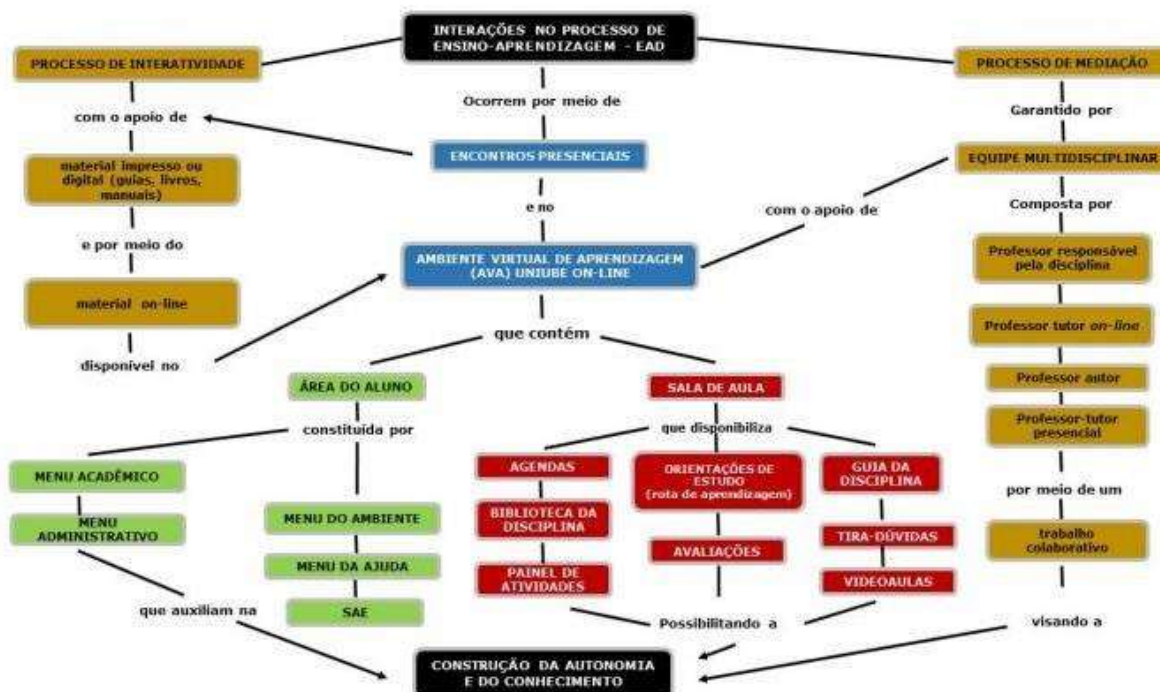 INTERAÇÕES NO PROCESSO DE
ENSINO-APRENDIZAGEM - EAD
PROCESSO DE INTERATIVIDADE
PROCESSO DE MEDIAÇÃO
Ocorrem por meio de
com o apoio de
Garantido por
ENCONTROS PRESENCIAIS
material impresso ou
digital (guias, livros,
manuais)
EQUIPE MULTIDISCIPLINAR
e no
com o apoio de
Composta por
e por meio do
AMBIENTE VIRTUAL DE APRENDIZAGEM
(AVA) UNIUBE ON-LINE
Professor responsável
pela disciplina
material on-line
Professor tutor on-line
que contém
disponível no
ÁREA DO ALUNO
SALA DE AULA
Professor autor
Professor-tutor
presencial
constituída por
que disponibiliza
MENU ACADÊMICO
AGENDAS
ORIENTAÇÕES DE
ESTUDO
(rota de aprendizagem)
GUIA DA
DISCIPLINA
por meio de um
MENU
ADMINISTRATIVO
MENU DO AMBIENTE
BIBLIOTECA DA
DISCIPLINA
TIRA-DÚVIDAS
trabalho
colaborativo
AVALIAÇÕES
MENU DA AJUDA
PAINEL DE
ATIVIDADES
VIDEOAULAS
que auxiliam na
SAE
Possibilitando a
visando a
CONSTRUÇÃO DA AUTONOMIA
E DO CONHECIMENTO